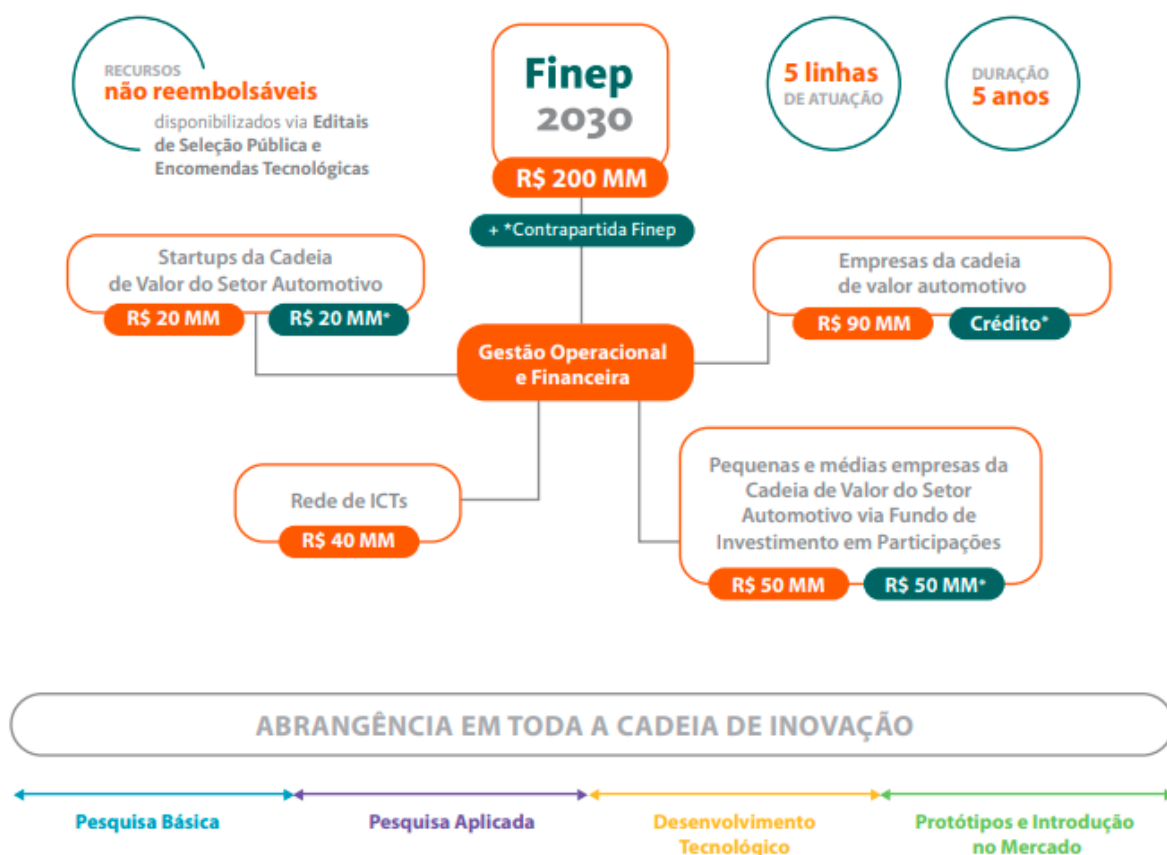 RECURSOS
não reembolsáveis
disponibilizados via Editais
de Seleção Pública e
Encomendas Tecnológicas
Finep
2030
R$ 200 MM
+ *Contrapartida Finep
5 linhas
DE ATUAÇÃO
DURAÇÃO
5 anos
Startups da Cadeia
de Valor do Setor Automotivo
R$ 20 MM
R$ 20 MM*
Empresas da cadeia
de valor automotivo
R$ 90 MM
Crédito*
Gestão Operacional
e Financeira
Rede de ICTs
R$ 40 MM
Pequenas e médias empresas da
Cadeia de Valor do Setor
Automotivo via Fundo de
Investimento em Participações
R$ 50 MM
R$ 50 MM*
ABRANGÊNCIA EM TODA A CADEIA DE INOVAÇÃO
Pesquisa Básica
Pesquisa Aplicada
Desenvolvimento
Tecnológico
Protótipos e Introdução
no Mercado